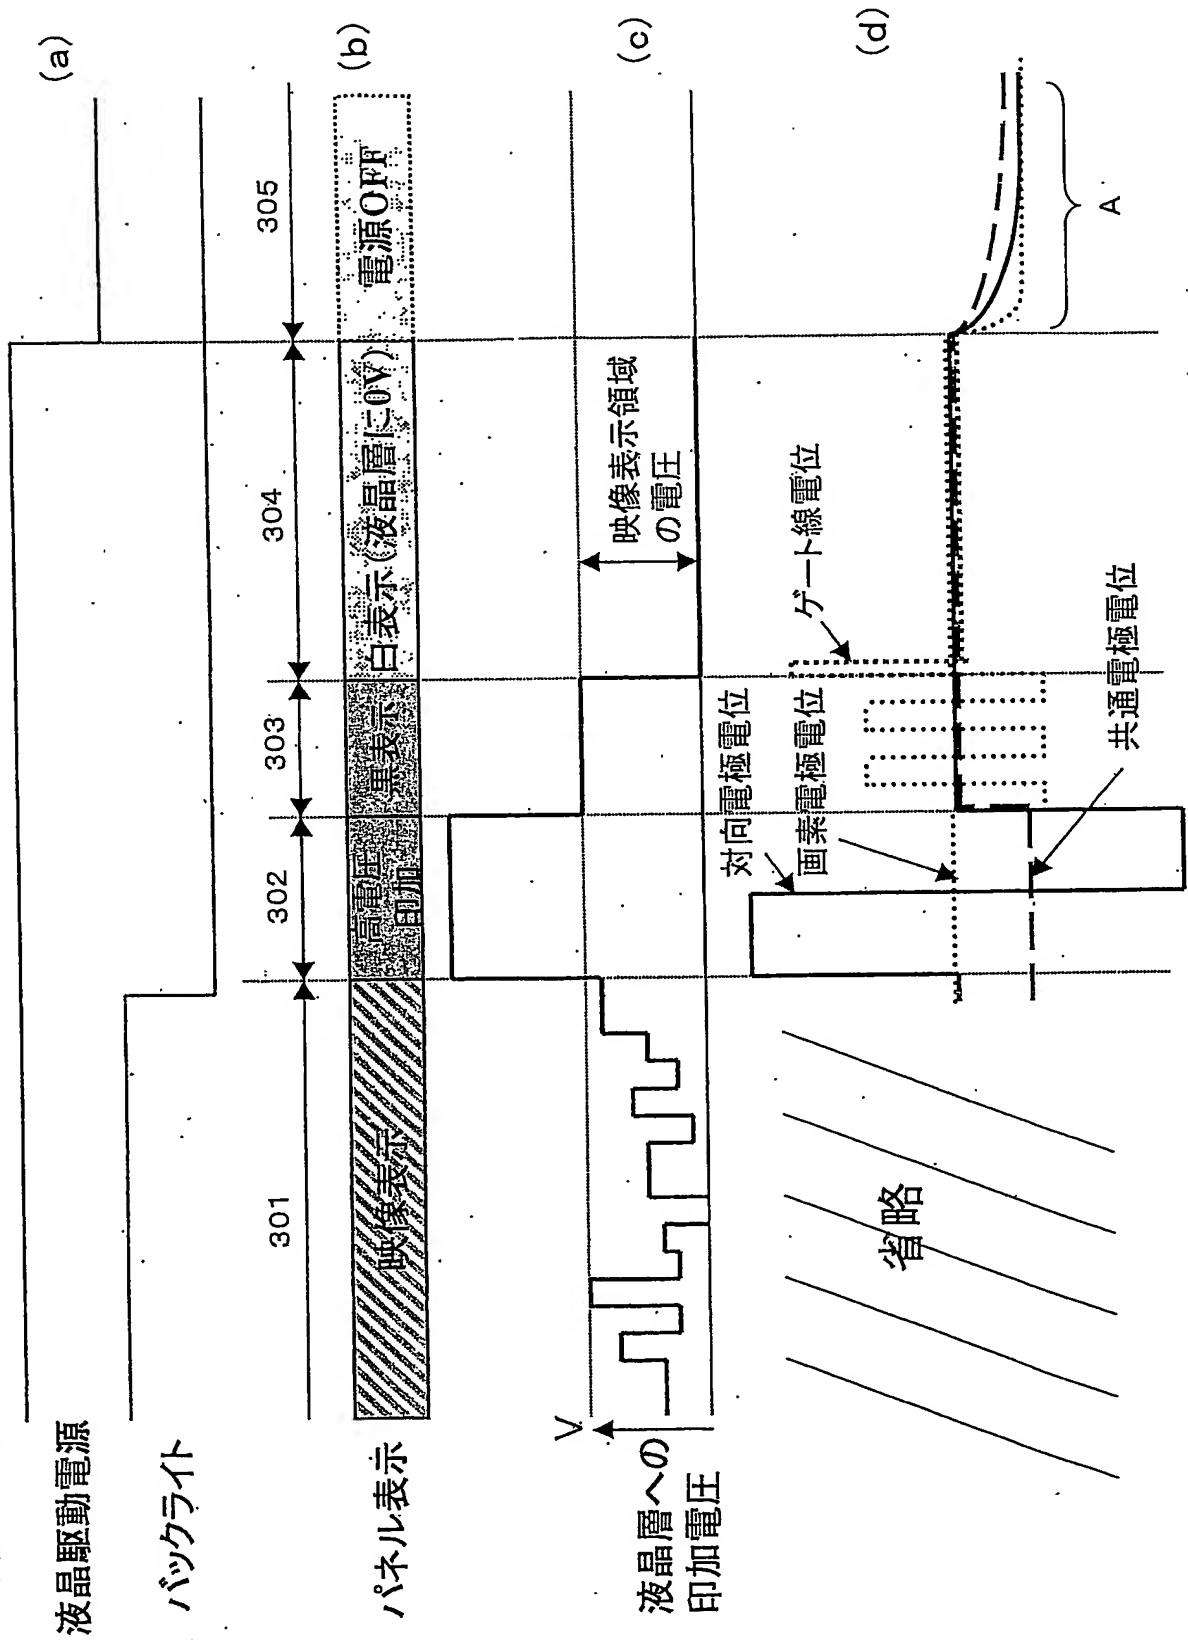 (a)
液晶駆動電源
バックライト
301
302
303
304
305
(b)
パネル表示
映像表示
高電圧
印加
黒表示
白表示(液晶層に0V)
電源OFF
(c)
V
液晶層への
印加電圧
映像表示領域
の電圧
(d)
省略
対向電極電位
画素電極電位
ゲート線電位
共通電極電位
A